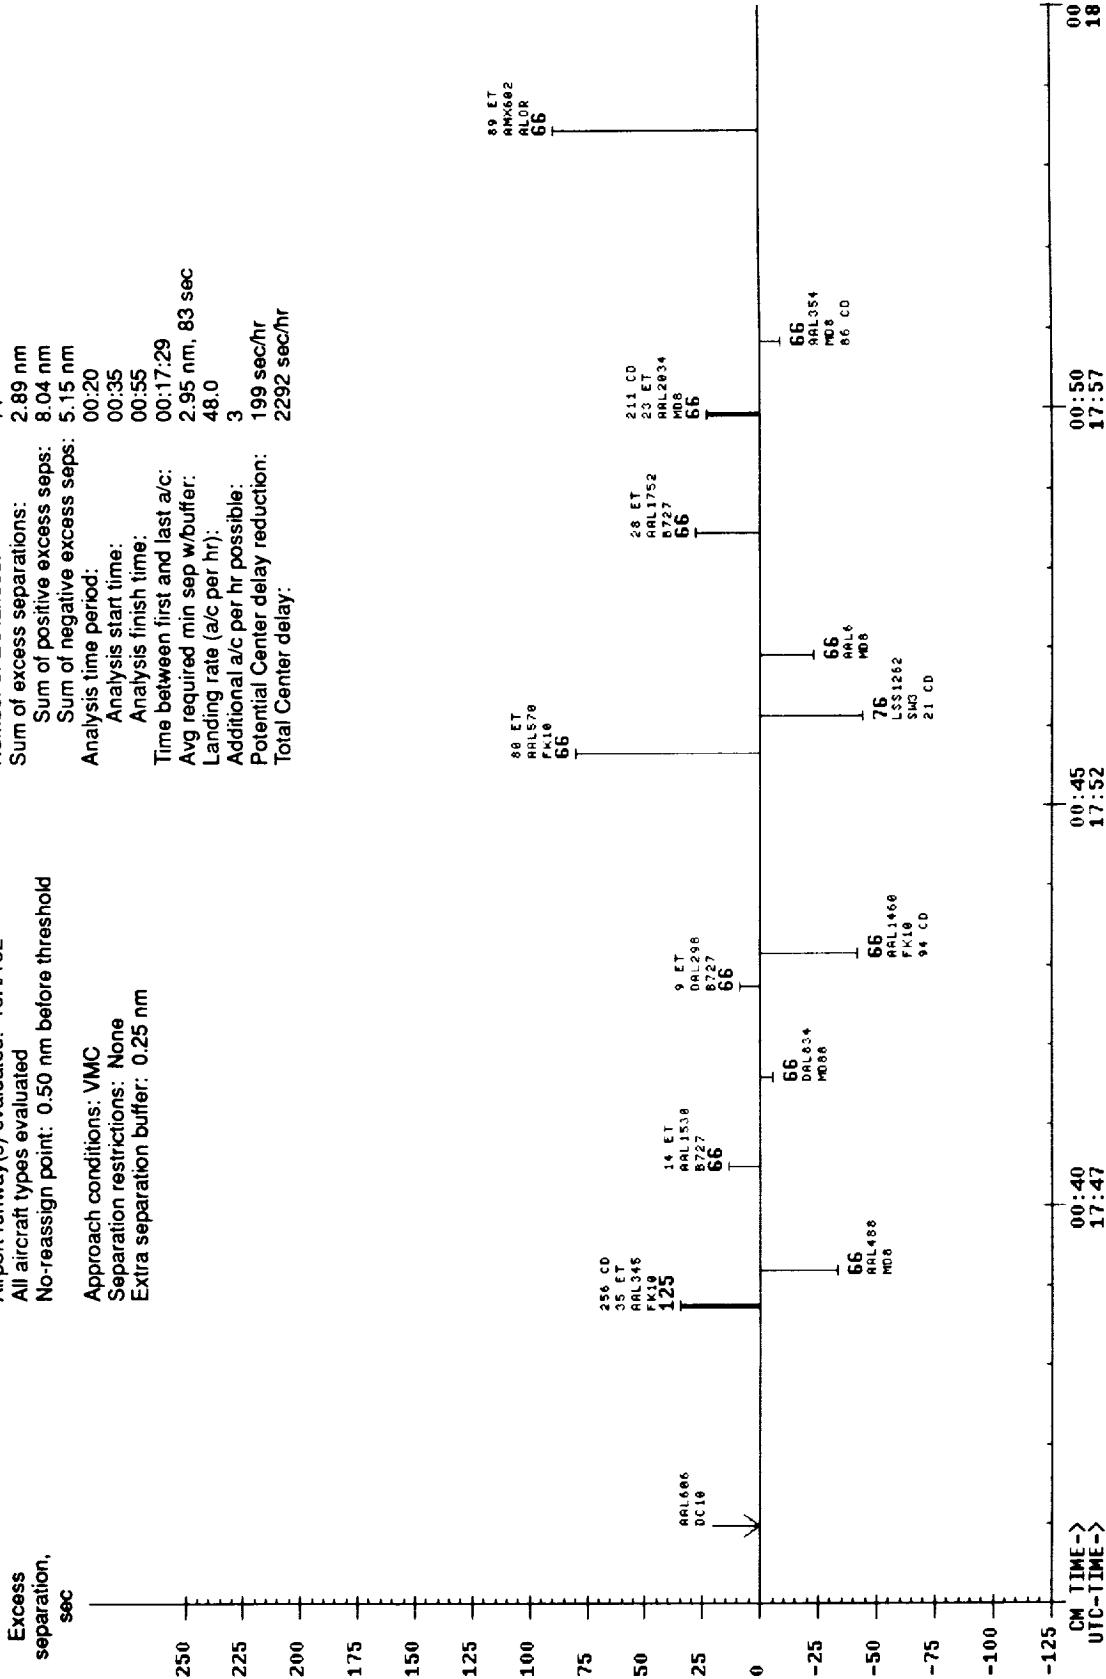 Excess
separation,
sec
All aircraft types evaluated
No-reassign point: 0.50 nm before threshold
Approach conditions: VMC
Separation restrictions: None
Extra separation buffer: 0.25 nm
Sum of excess separations: 2.89 nm
Sum of positive excess seps: 8.04 nm
Sum of negative excess seps: 5.15 nm
Analysis time period: 00:20
Analysis start time: 00:35
Analysis finish time: 00:55
Time between first and last a/c: 00:17:29
Avg required min sep w/buffer: 2.95 nm, 83 sec
Landing rate (a/c per hr): 48.0
Additional a/c per hr possible: 3
Potential Center delay reduction: 199 sec/hr
Total Center delay: 2292 sec/hr
250
225
200
175
150
125
100
75
50
25
0
-25
-50
-75
-100
-125
AAL606
DC10
256 CD
35 ET
AAL345
FK10
125
66
AAL488
MD8
14 ET
AAL1530
B727
66
66
DAL834
MD88
9 ET
DAL298
B727
66
66
AAL1460
FK10
94 CD
80 ET
AAL570
FK10
66
76
LSS1262
SW3
21 CD
66
AAL6
MD8
28 ET
AAL1752
B727
66
211 CD
23 ET
AAL2034
MD8
66
66
AAL354
MD8
86 CD
89 ET
AMX602
ALOR
66
CM TIME-> 00:40 00:45 00:50 00
UTC-TIME-> 17:47 17:52 17:57 18